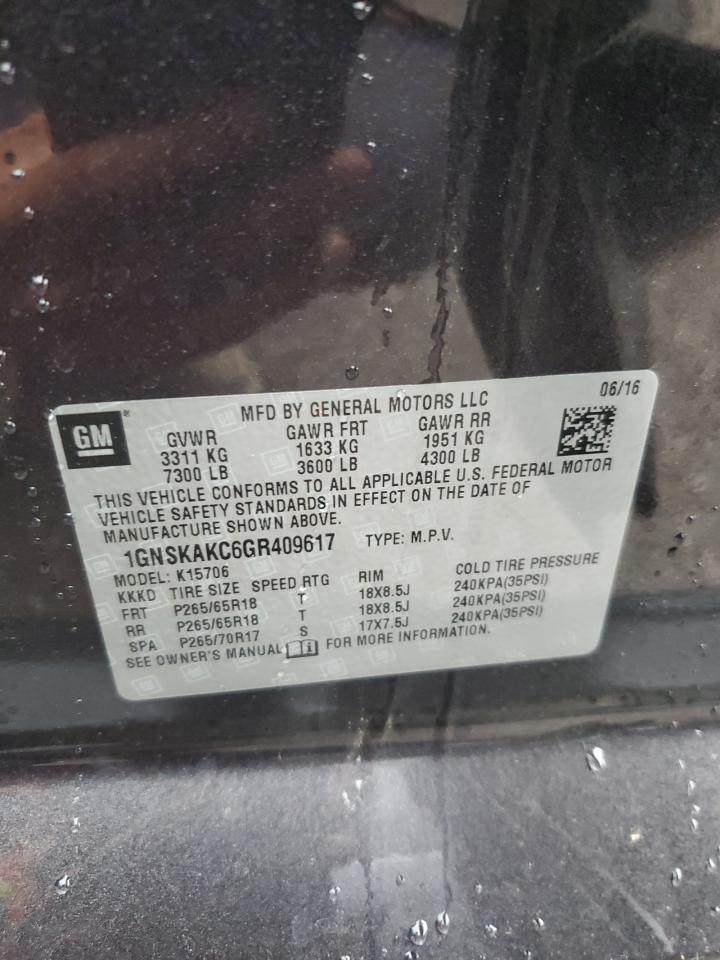 GM
MFD BY GENERAL MOTORS LLC 06/16
GVWR GAWR FRT GAWR RR
3311 KG 1633 KG 1951 KG
7300 LB 3600 LB 4300 LB
THIS VEHICLE CONFORMS TO ALL APPLICABLE U.S. FEDERAL MOTOR
VEHICLE SAFETY STANDARDS IN EFFECT ON THE DATE OF
MANUFACTURE SHOWN ABOVE.
1GNSKAKC6GR409617 TYPE: M.P.V.
MODEL: K15706
KKKD TIRE SIZE SPEED RTG RIM COLD TIRE PRESSURE
FRT P265/65R18 T 18X8.5J 240KPA(35PSI)
RR P265/65R18 T 18X8.5J 240KPA(35PSI)
SPA P265/70R17 S 17X7.5J 240KPA(35PSI)
SEE OWNER'S MANUAL FOR MORE INFORMATION.